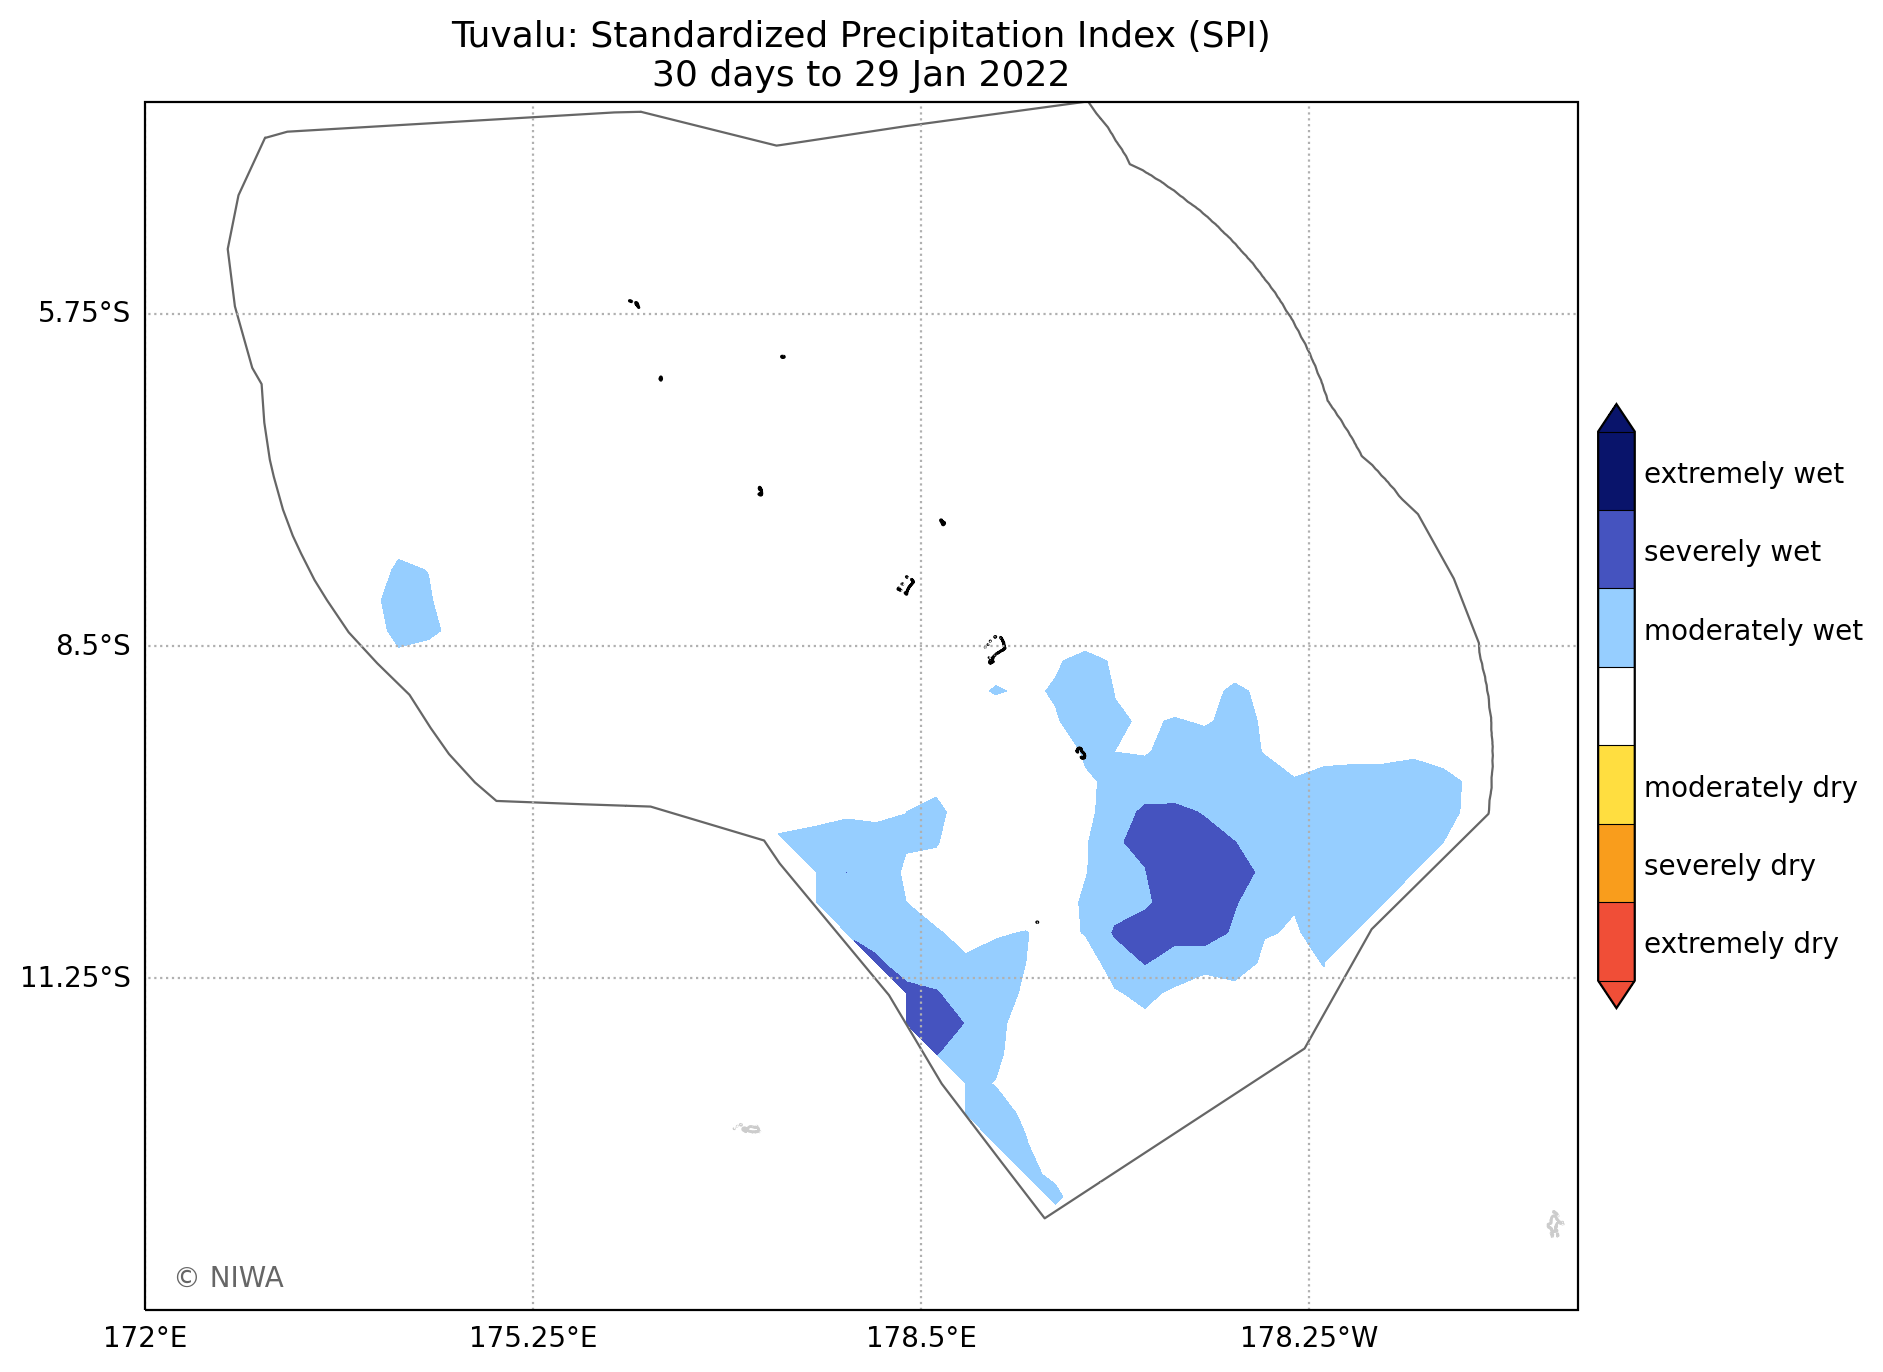 Tuvalu: Standardized Precipitation Index (SPI)
30 days to 29 Jan 2022
5.75°S
8.5°S
11.25°S
172°E
175.25°E
178.5°E
178.25°W
extremely wet
severely wet
moderately wet
moderately dry
severely dry
extremely dry
© NIWA